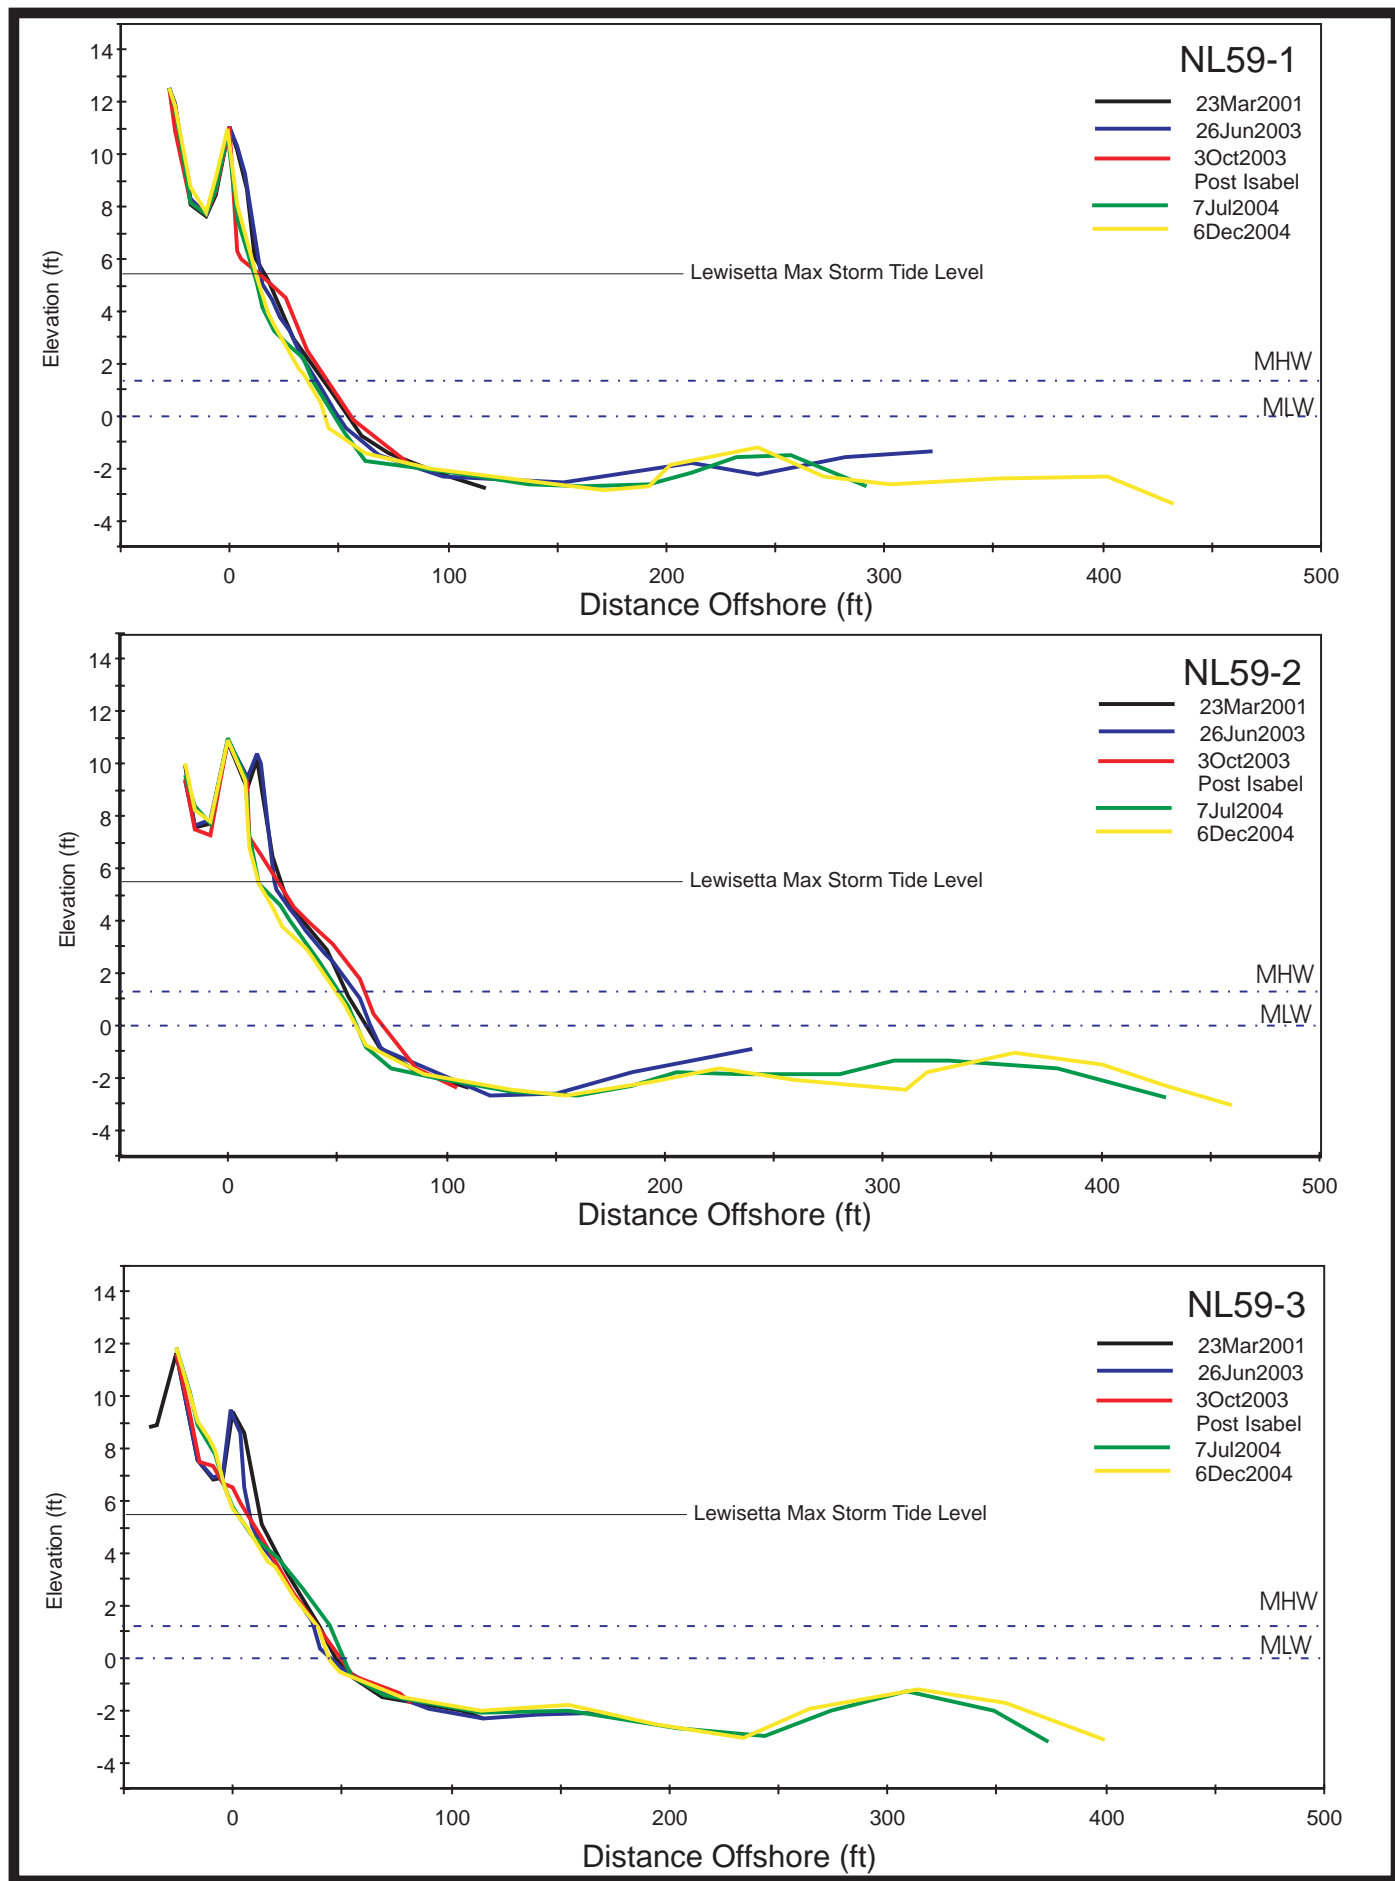 NL59-1
23Mar2001
26Jun2003
3Oct2003
Post Isabel
7Jul2004
6Dec2004
14
12
10
8
6
4
2
0
-2
-4
Elevation (ft)
Lewisetta Max Storm Tide Level
MHW
MLW
0 100 200 300 400 500
Distance Offshore (ft)
NL59-2
23Mar2001
26Jun2003
3Oct2003
Post Isabel
7Jul2004
6Dec2004
14
12
10
8
6
4
2
0
-2
-4
Elevation (ft)
Lewisetta Max Storm Tide Level
MHW
MLW
0 100 200 300 400 500
Distance Offshore (ft)
NL59-3
23Mar2001
26Jun2003
3Oct2003
Post Isabel
7Jul2004
6Dec2004
14
12
10
8
6
4
2
0
-2
-4
Elevation (ft)
Lewisetta Max Storm Tide Level
MHW
MLW
0 100 200 300 400 500
Distance Offshore (ft)